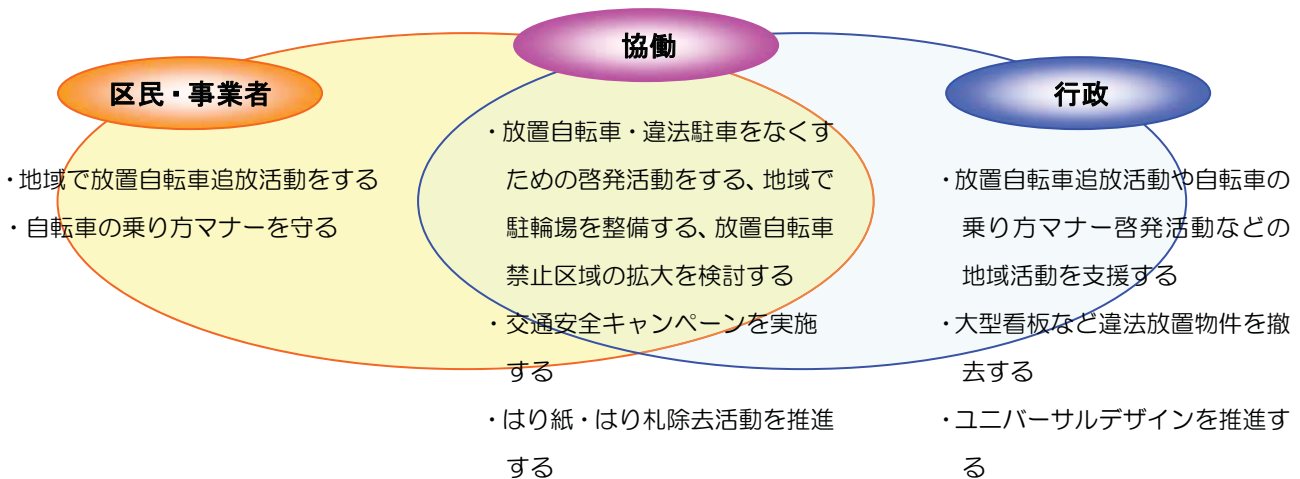 協働
区民・事業者
行政
・地域で放置自転車追放活動をする
・自転車の乗り方マナーを守る
・放置自転車・違法駐車をなくす
ための啓発活動をする、地域で
駐輪場を整備する、放置自転車
禁止区域の拡大を検討する
・交通安全キャンペーンを実施
する
・はり紙・はり札除去活動を推進
する
・放置自転車追放活動や自転車の
乗り方マナー啓発活動などの
地域活動を支援する
・大型看板など違法放置物件を撤
去する
・ユニバーサルデザインを推進す
る